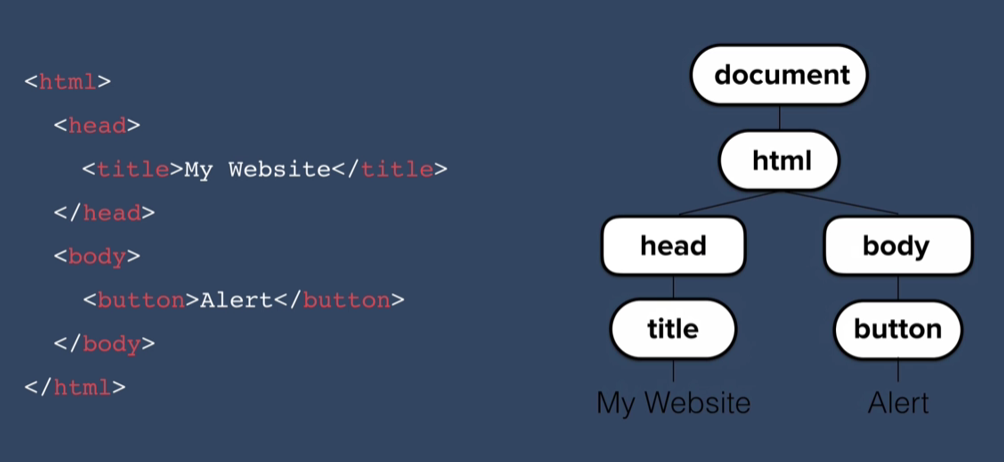 <html>
<head>
<title>My Website</title>
</head>
<body>
<button>Alert</button>
</body>
</html>
document
html
head body
title button
My Website Alert